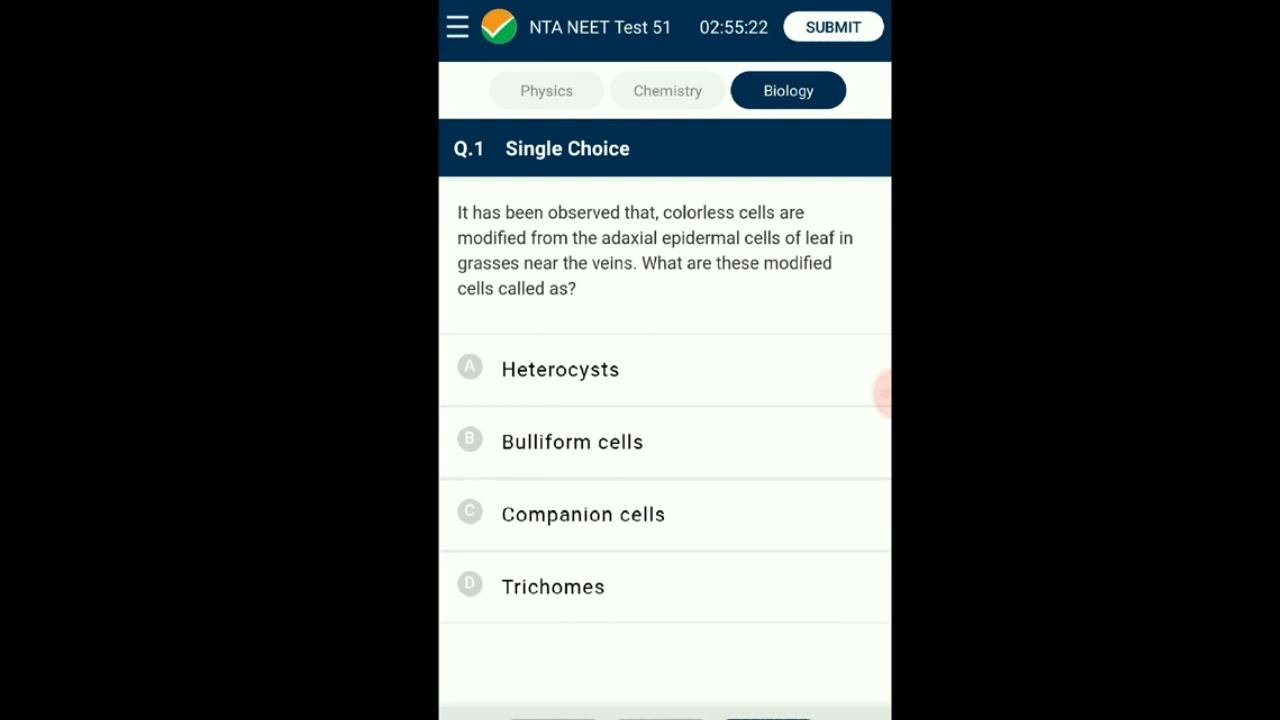 NTA NEET Test 51 02:55:22 SUBMIT
Physics Chemistry Biology
Q.1 Single Choice
It has been observed that, colorless cells are
modified from the adaxial epidermal cells of leaf in
grasses near the veins. What are these modified
cells called as?
A Heterocysts
B Bulliform cells
C Companion cells
D Trichomes